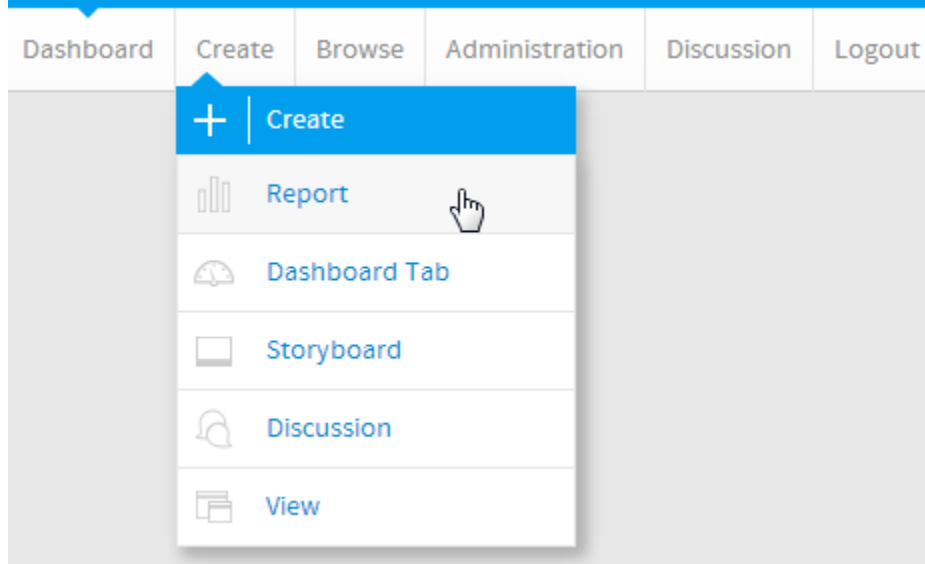 Dashboard Create Browse Administration Discussion Logout
Create
Report
Dashboard Tab
Storyboard
Discussion
View